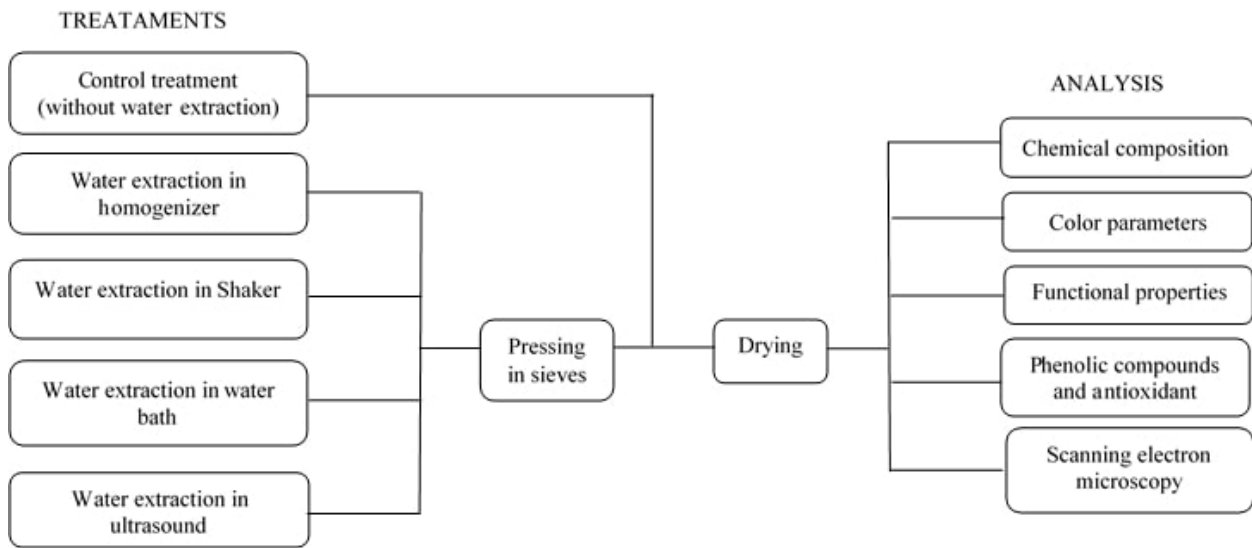 TREATAMENTS
Control treatment
(without water extraction)
Water extraction in
homogenizer
Water extraction in Shaker
Water extraction in water
bath
Water extraction in
ultrasound
Pressing
in sieves
Drying
ANALYSIS
Chemical composition
Color parameters
Functional properties
Phenolic compounds
and antioxidant
Scanning electron
microscopy